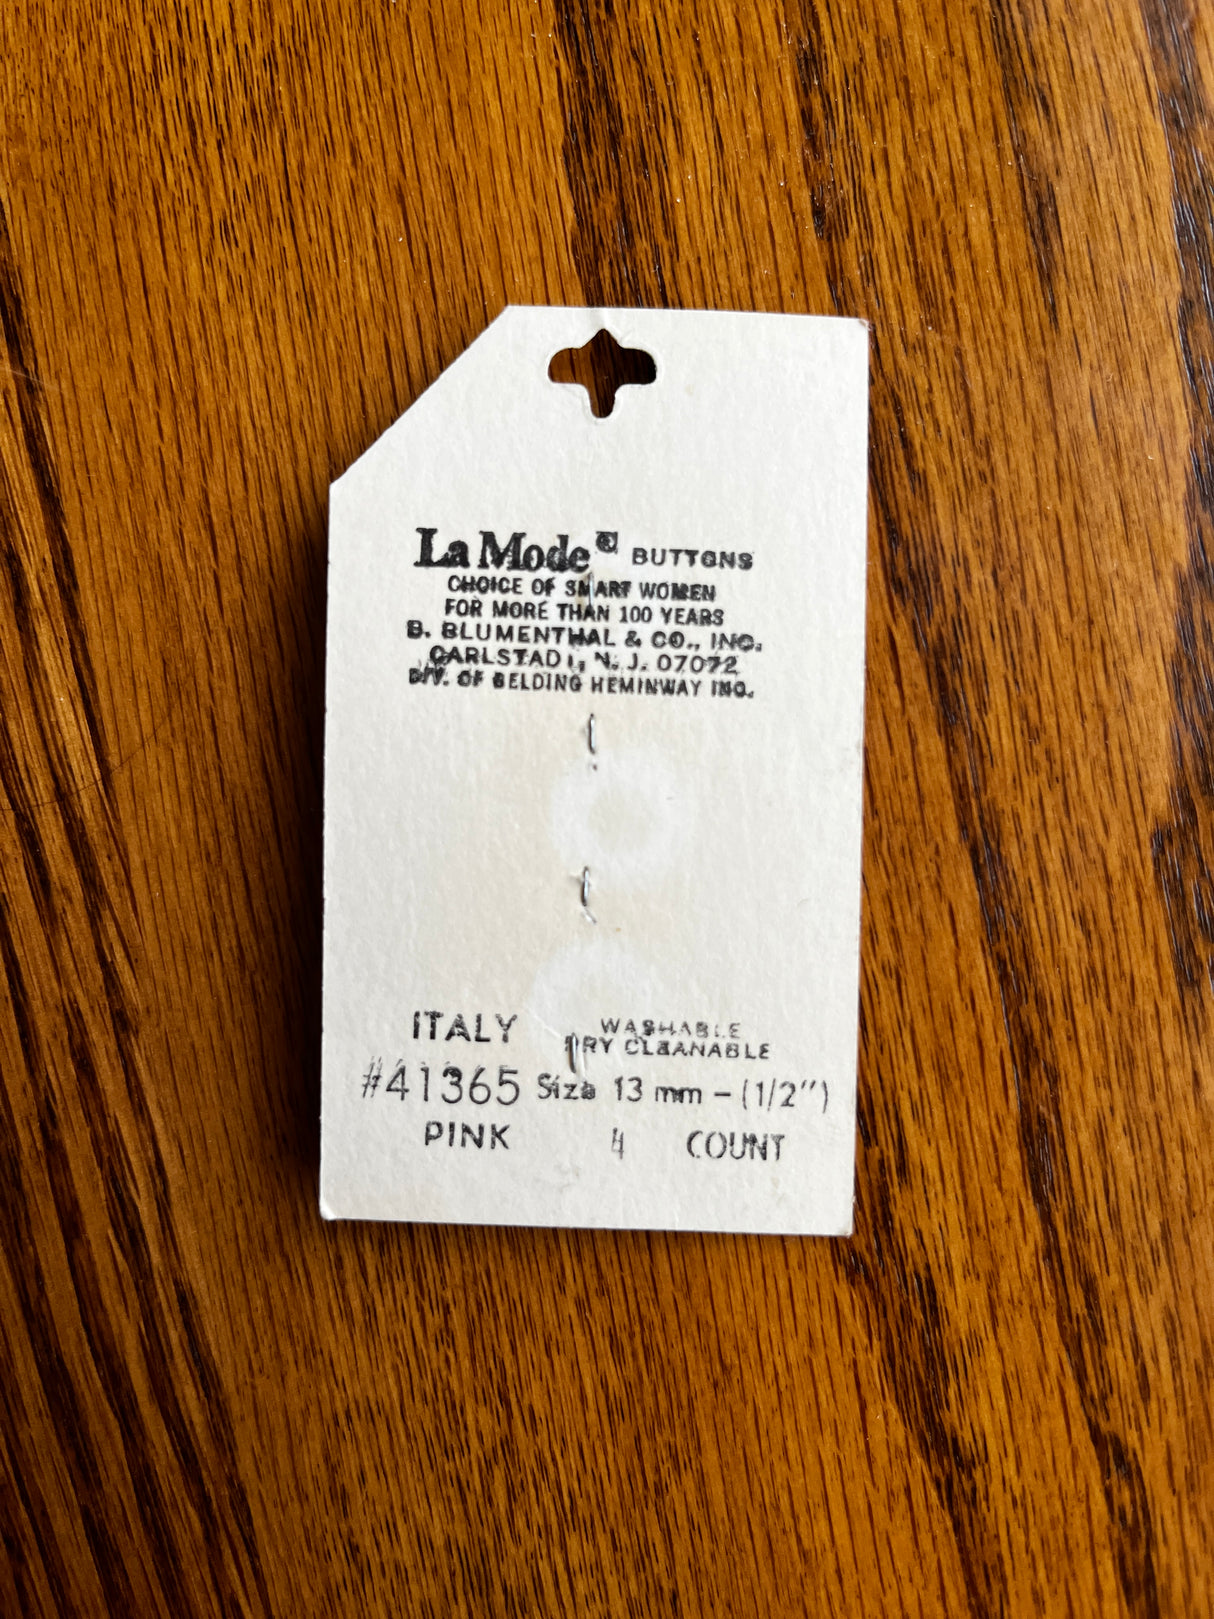 La Mode® BUTTONS
CHOICE OF SMART WOMEN
FOR MORE THAN 100 YEARS
B. BLUMENTHAL & CO., INC.
CARLSTADT, N. J. 07072
DIV. OF BELDING HEMINWAY INC.
ITALY
WASHABLE
DRY CLEANABLE
#41365 Size 13 mm – (1/2")
PINK 4 COUNT